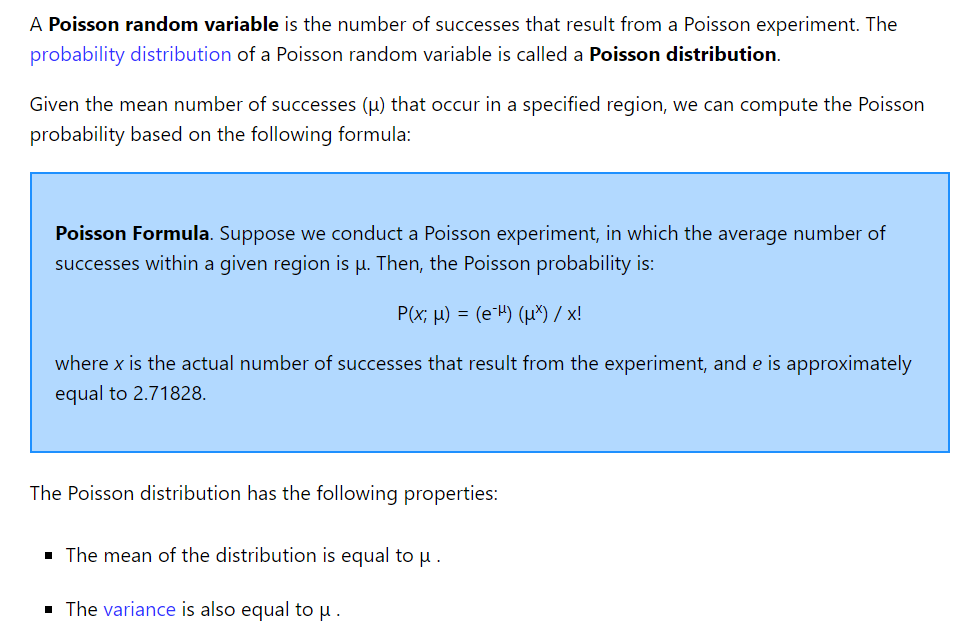 A Poisson random variable is the number of successes that result from a Poisson experiment. The
probability distribution of a Poisson random variable is called a Poisson distribution.
Given the mean number of successes (μ) that occur in a specified region, we can compute the Poisson
probability based on the following formula:
Poisson Formula. Suppose we conduct a Poisson experiment, in which the average number of
successes within a given region is μ. Then, the Poisson probability is:
P(x; μ) = (e⁻ᵘ) (μˣ) / x!
where x is the actual number of successes that result from the experiment, and e is approximately
equal to 2.71828.
The Poisson distribution has the following properties:
▪ The mean of the distribution is equal to μ .
▪ The variance is also equal to μ .